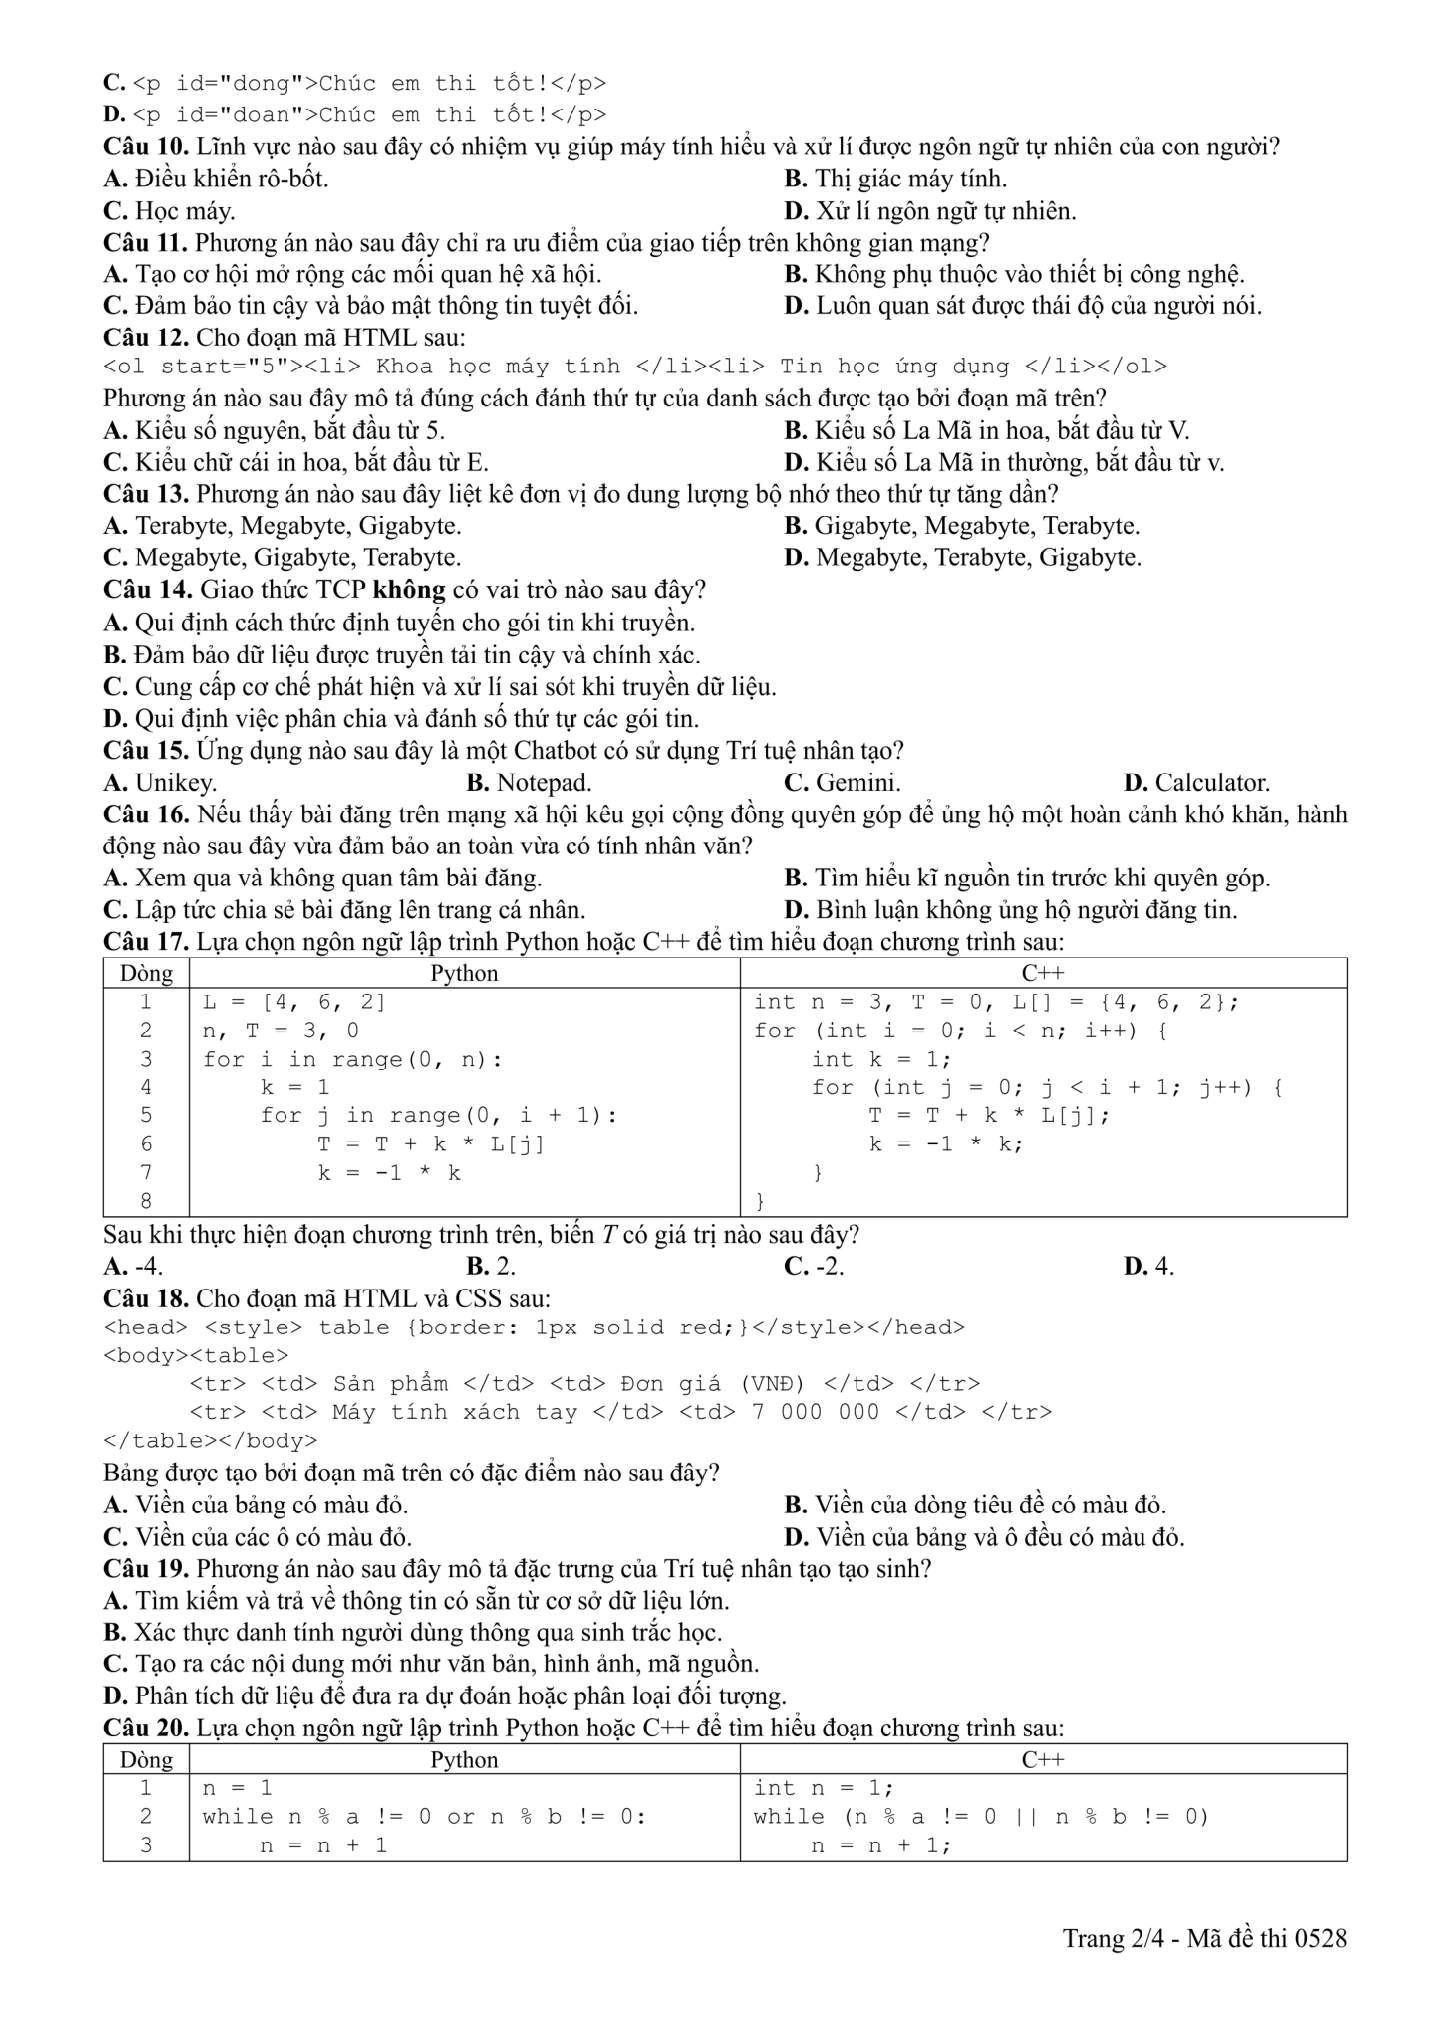 C. <p id="dong">Chúc em thi tốt!</p>
D. <p id="doan">Chúc em thi tốt!</p>
Câu 10. Lĩnh vực nào sau đây có nhiệm vụ giúp máy tính hiểu và xử lí được ngôn ngữ tự nhiên của con người?
A. Điều khiển rô-bốt. B. Thị giác máy tính.
C. Học máy. D. Xử lí ngôn ngữ tự nhiên.
Câu 11. Phương án nào sau đây chỉ ra ưu điểm của giao tiếp trên không gian mạng?
A. Tạo cơ hội mở rộng các mối quan hệ xã hội. B. Không phụ thuộc vào thiết bị công nghệ.
C. Đảm bảo tin cậy và bảo mật thông tin tuyệt đối. D. Luôn quan sát được thái độ của người nói.
Câu 12. Cho đoạn mã HTML sau:
<ol start="5"><li> Khoa học máy tính </li><li> Tin học ứng dụng </li></ol>
Phương án nào sau đây mô tả đúng cách đánh thứ tự của danh sách được tạo bởi đoạn mã trên?
A. Kiểu số nguyên, bắt đầu từ 5. B. Kiểu số La Mã in hoa, bắt đầu từ V.
C. Kiểu chữ cái in hoa, bắt đầu từ E. D. Kiểu số La Mã in thường, bắt đầu từ v.
Câu 13. Phương án nào sau đây liệt kê đơn vị đo dung lượng bộ nhớ theo thứ tự tăng dần?
A. Terabyte, Megabyte, Gigabyte. B. Gigabyte, Megabyte, Terabyte.
C. Megabyte, Gigabyte, Terabyte. D. Megabyte, Terabyte, Gigabyte.
Câu 14. Giao thức TCP không có vai trò nào sau đây?
A. Qui định cách thức định tuyến cho gói tin khi truyền.
B. Đảm bảo dữ liệu được truyền tải tin cậy và chính xác.
C. Cung cấp cơ chế phát hiện và xử lí sai sót khi truyền dữ liệu.
D. Qui định việc phân chia và đánh số thứ tự các gói tin.
Câu 15. Ứng dụng nào sau đây là một Chatbot có sử dụng Trí tuệ nhân tạo?
A. Unikey. B. Notepad. C. Gemini. D. Calculator.
Câu 16. Nếu thấy bài đăng trên mạng xã hội kêu gọi cộng đồng quyên góp để ủng hộ một hoàn cảnh khó khăn, hành
động nào sau đây vừa đảm bảo an toàn vừa có tính nhân văn?
A. Xem qua và không quan tâm bài đăng. B. Tìm hiểu kĩ nguồn tin trước khi quyên góp.
C. Lập tức chia sẻ bài đăng lên trang cá nhân. D. Bình luận không ủng hộ người đăng tin.
Câu 17. Lựa chọn ngôn ngữ lập trình Python hoặc C++ để tìm hiểu đoạn chương trình sau:
Dòng Python C++
1 L = [4, 6, 2] int n = 3, T = 0, L[] = {4, 6, 2};
2 n, T = 3, 0 for (int i = 0; i < n; i++) {
3 for i in range(0, n): int k = 1;
4 k = 1 for (int j = 0; j < i + 1; j++) {
5 for j in range(0, i + 1): T = T + k * L[j];
6 T = T + k * L[j] k = -1 * k;
7 k = -1 * k }
8 }
Sau khi thực hiện đoạn chương trình trên, biến T có giá trị nào sau đây?
A. -4. B. 2. C. -2. D. 4.
Câu 18. Cho đoạn mã HTML và CSS sau:
<head> <style> table {border: 1px solid red;}</style></head>
<body><table>
<tr> <td> Sản phẩm </td> <td> Đơn giá (VNĐ) </td> </tr>
<tr> <td> Máy tính xách tay </td> <td> 7 000 000 </td> </tr>
</table></body>
Bảng được tạo bởi đoạn mã trên có đặc điểm nào sau đây?
A. Viền của bảng có màu đỏ. B. Viền của dòng tiêu đề có màu đỏ.
C. Viền của các ô có màu đỏ. D. Viền của bảng và ô đều có màu đỏ.
Câu 19. Phương án nào sau đây mô tả đặc trưng của Trí tuệ nhân tạo tạo sinh?
A. Tìm kiếm và trả về thông tin có sẵn từ cơ sở dữ liệu lớn.
B. Xác thực danh tính người dùng thông qua sinh trắc học.
C. Tạo ra các nội dung mới như văn bản, hình ảnh, mã nguồn.
D. Phân tích dữ liệu để đưa ra dự đoán hoặc phân loại đối tượng.
Câu 20. Lựa chọn ngôn ngữ lập trình Python hoặc C++ để tìm hiểu đoạn chương trình sau:
Dòng Python C++
1 n = 1 int n = 1;
2 while n % a != 0 or n % b != 0: while (n % a != 0 || n % b != 0)
3 n = n + 1 n = n + 1;
Trang 2/4 - Mã đề thi 0528